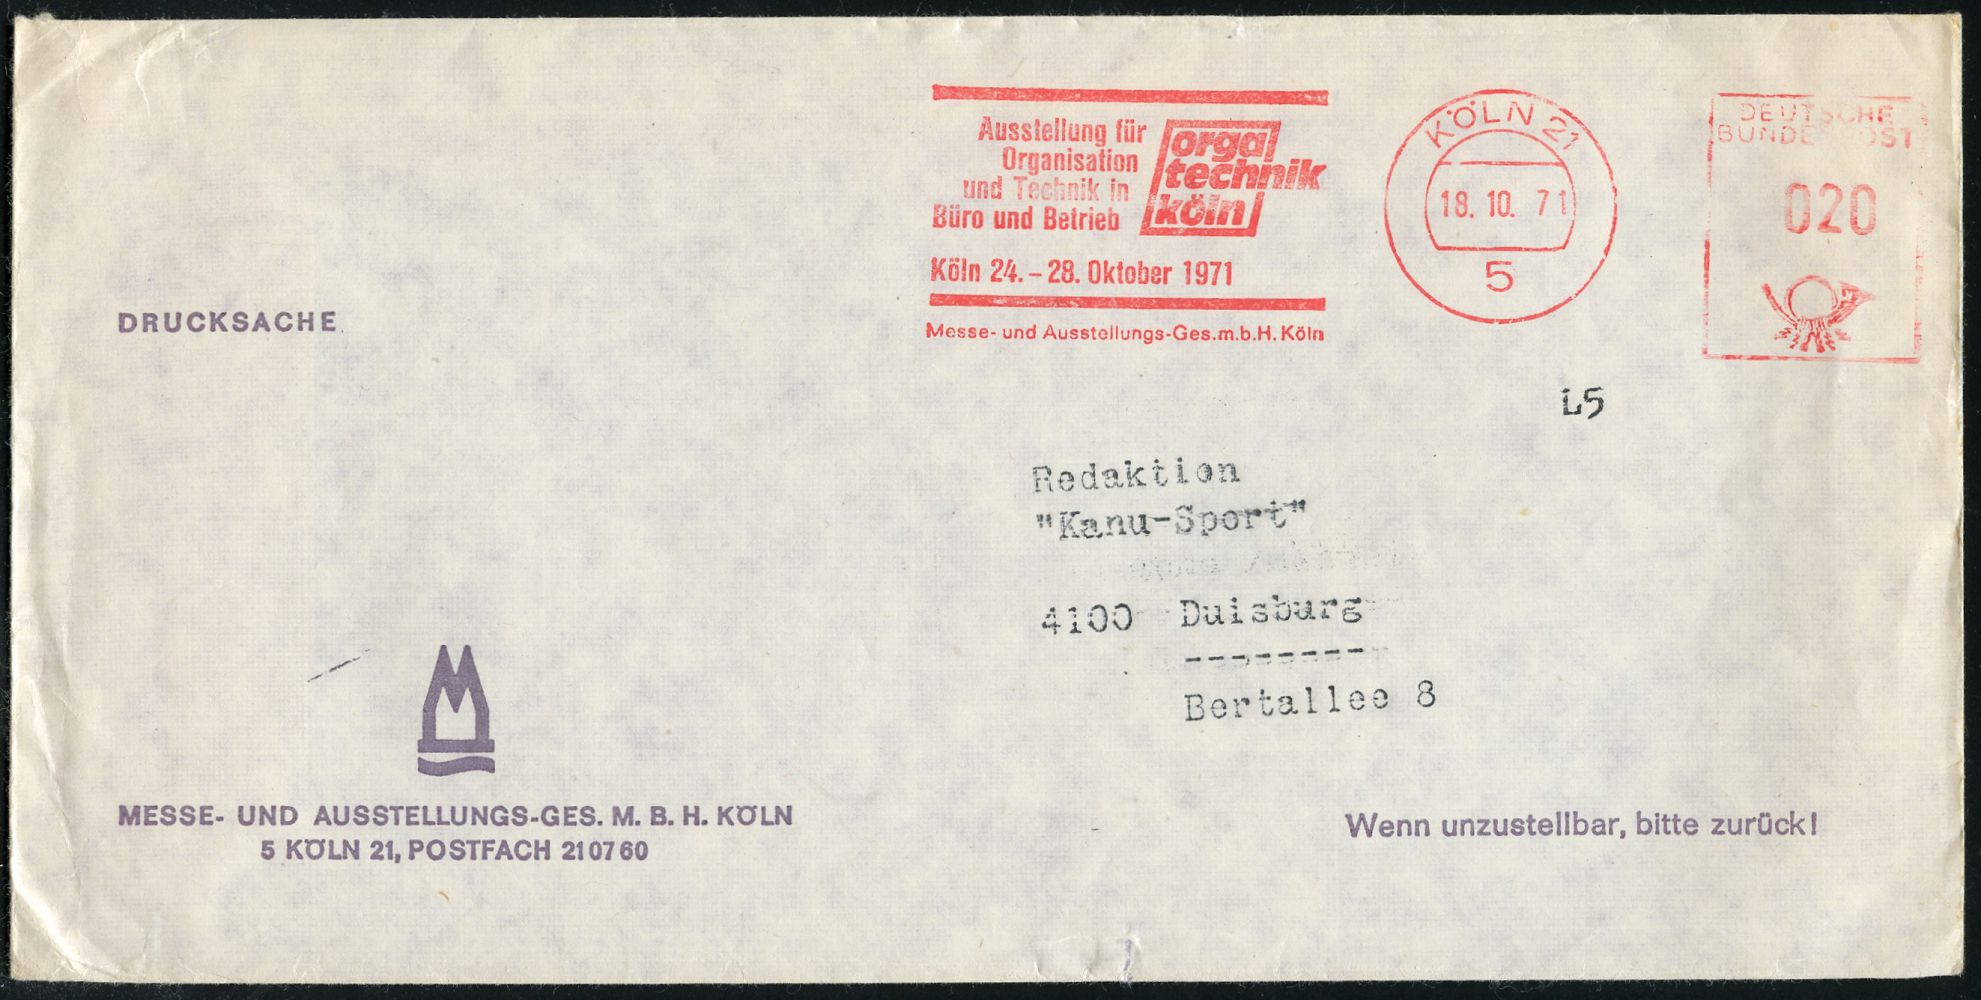 Ausstellung für
Organisation
und Technik in
Büro und Betrieb
orga
technik
köln
Köln 24. – 28. Oktober 1971
Messe- und Ausstellungs-Ges.m.b.H. Köln
KÖLN 21
18. 10. 71
5
DEUTSCHE
020
DRUCKSACHE
L5
Redaktion
"Kanu-Sport"
4100 Duisburg
---------
Bertallee 8
MESSE- UND AUSSTELLUNGS-GES. M. B. H. KÖLN
5 KÖLN 21, POSTFACH 210760
Wenn unzustellbar, bitte zurück!